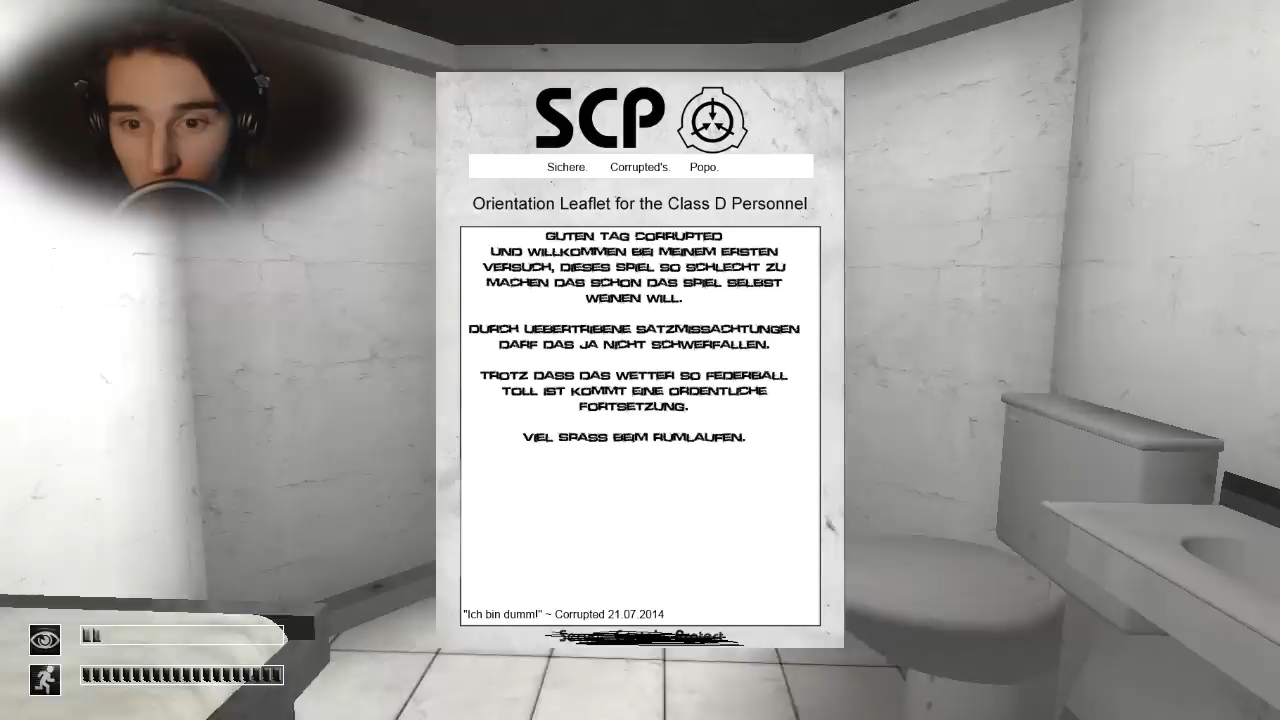 SCP
Sichere. Corrupted's. Popo.
Orientation Leaflet for the Class D Personnel
GUTEN TAG CORRUPTED
UND WILLKOMMEN BEI MEINEM ERSTEN
VERSUCH, DIESES SPIEL SO SCHLECHT ZU
MACHEN DAS SCHON DAS SPIEL SELBST
WEINEN WILL.
DURCH UEBERTRIEBENE SATZMISSACHTUNGEN
DARF DAS JA NICHT SCHWERFALLEN.
TROTZ DASS DAS WETTER SO FEDERBALL
TOLL IST KOMMT EINE ORDENTLICHE
FORTSETZUNG.
VIEL SPASS BEIM RUMLAUFEN.
"Ich bin dumm!" ~ Corrupted 21.07.2014